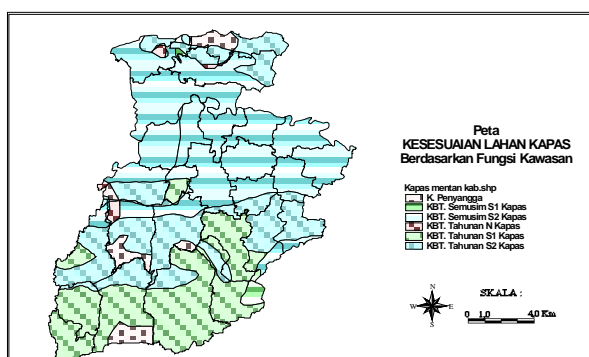 Peta
KESESUAIAN LAHAN KAPAS
Berdasarkan Fungsi Kawasan
Kapas mentan kab.shp
K. Penyangga
KBT. Semusim S1 Kapas
KBT. Semusim S2 Kapas
KBT. Tahunan N Kapas
KBT. Tahunan S1 Kapas
KBT. Tahunan S2 Kapas
N
W E
S
SKALA :
0 1,0 4,0 Km